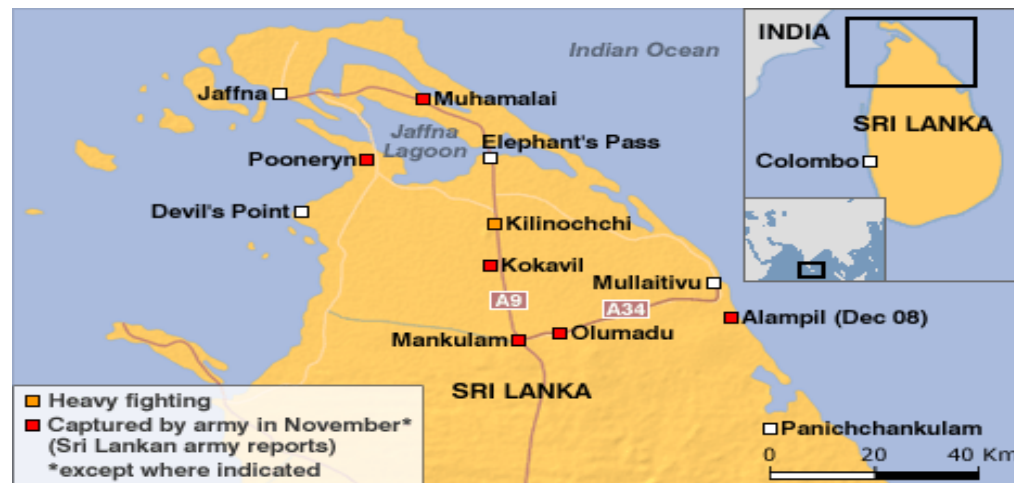 Indian Ocean
INDIA
Jaffna
Muhamalai
Jaffna
Lagoon
Elephant's Pass
SRI LANKA
Pooneryn
Colombo
Devil's Point
Kilinochchi
Kokavil
Mullaitivu
A9
A34
Alampil (Dec 08)
Mankulam
Olumadu
SRI LANKA
Heavy fighting
Captured by army in November*
(Sri Lankan army reports)
*except where indicated
Panichchankulam
0 20 40 Km